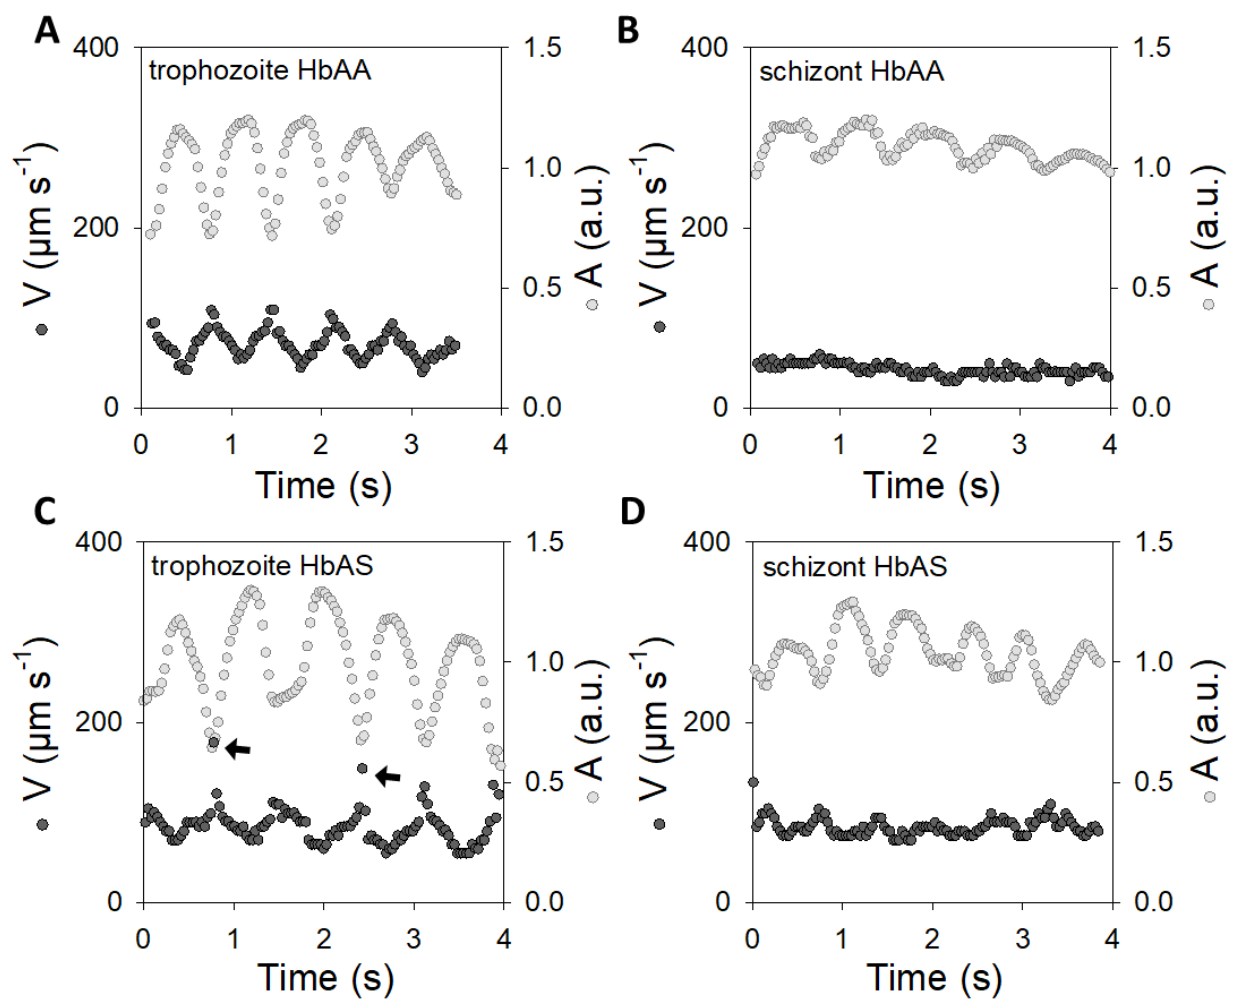 A
400
200
0
V (µm s⁻¹)
trophozoite HbAA
1.5
1.0
0.5
0.0
A (a.u.)
0 1 2 3 4
Time (s)
B
400
200
0
V (µm s⁻¹)
schizont HbAA
1.5
1.0
0.5
0.0
A (a.u.)
0 1 2 3 4
Time (s)
C
400
200
0
V (µm s⁻¹)
trophozoite HbAS
1.5
1.0
0.5
0.0
A (a.u.)
0 1 2 3 4
Time (s)
D
400
200
0
V (µm s⁻¹)
schizont HbAS
1.5
1.0
0.5
0.0
A (a.u.)
0 1 2 3 4
Time (s)